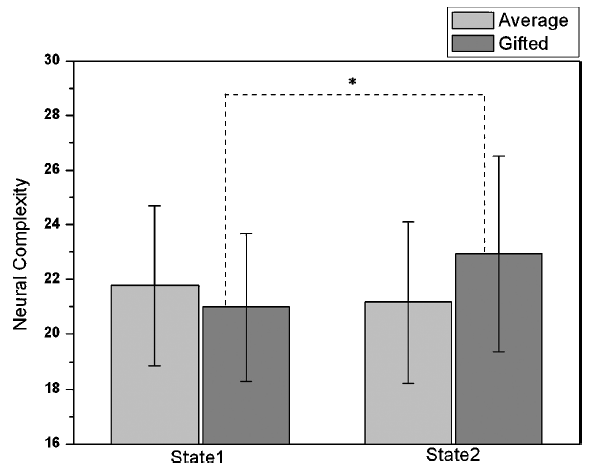 Average
Gifted
30
28
26
24
22
20
18
16
Neural Complexity
*
State1
State2